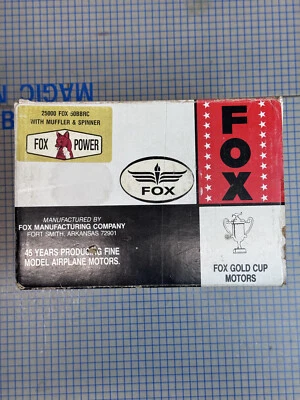 MAGIC
B
25000 FOX 50BBRC
WITH MUFFLER & SPINNER
FOX POWER
FOX
FOX
MANUFACTURED BY
FOX MANUFACTURING COMPANY
FORT SMITH, ARKANSAS 72901
45 YEARS PRODUCING FINE
MODEL AIRPLANE MOTORS.
FOX GOLD CUP
MOTORS